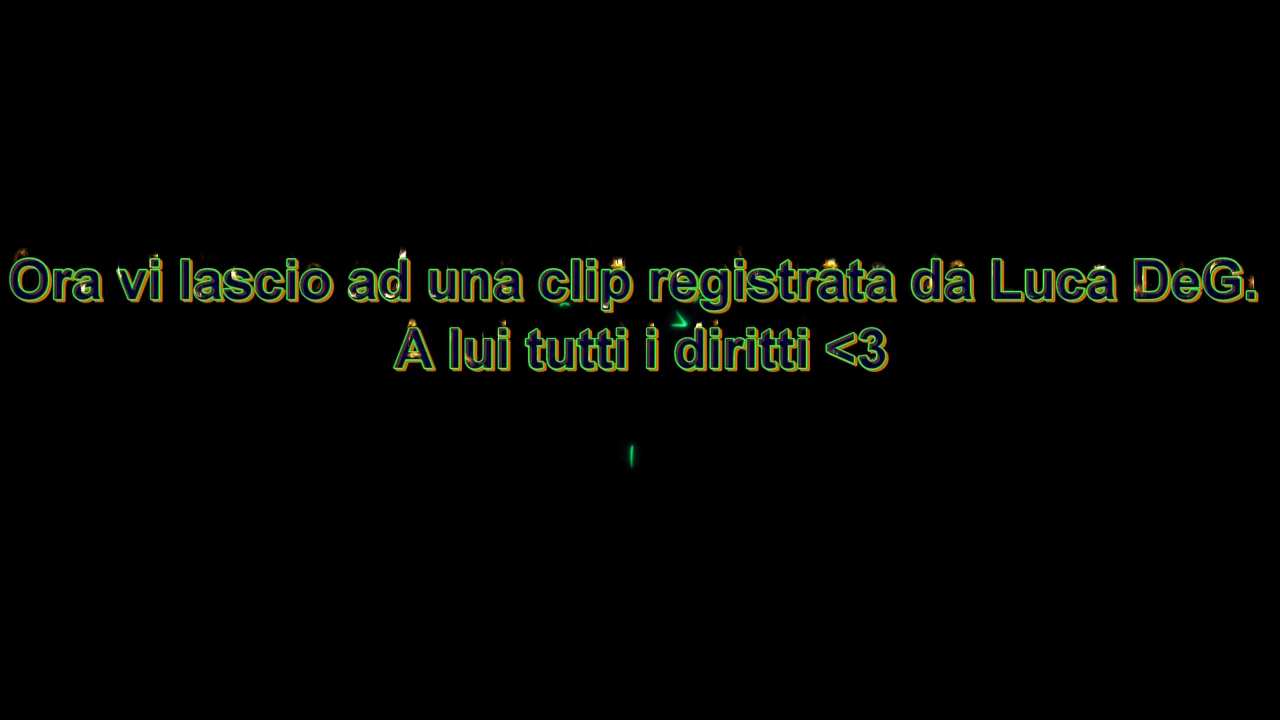 Ora vi lascio ad una clip registrata da Luca DeG.
A lui tutti i diritti <3